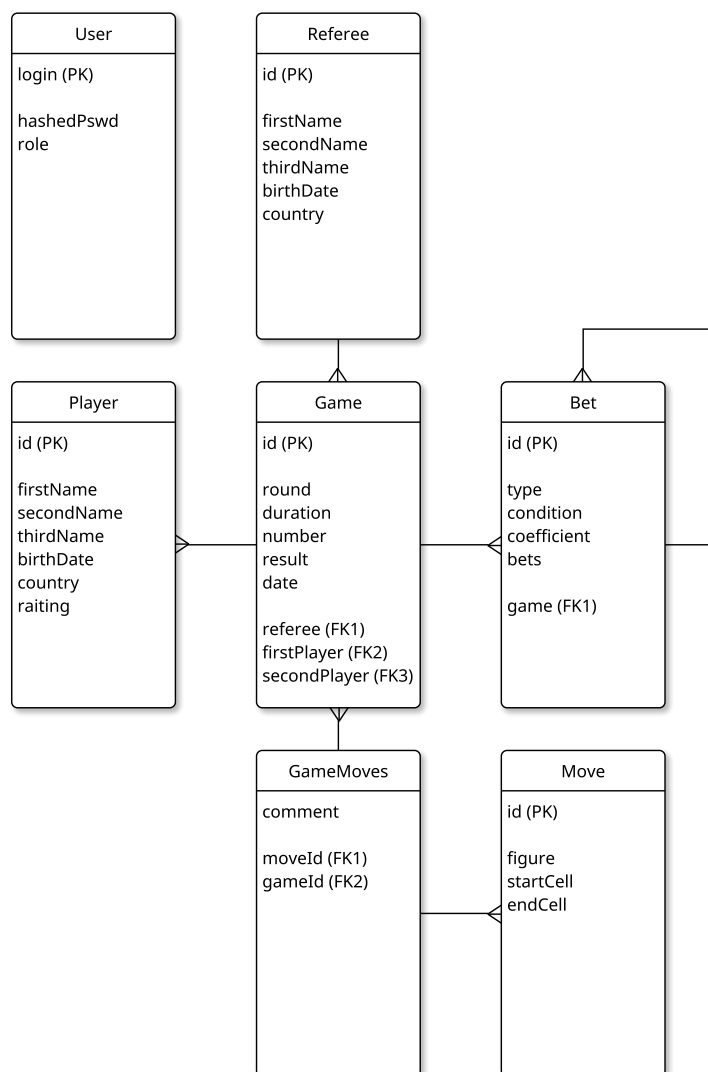 User
login (PK)
hashedPswd
role
Referee
id (PK)
firstName
secondName
thirdName
birthDate
country
Player
id (PK)
firstName
secondName
thirdName
birthDate
country
raiting
Game
id (PK)
round
duration
number
result
date
referee (FK1)
firstPlayer (FK2)
secondPlayer (FK3)
Bet
id (PK)
type
condition
coefficient
bets
game (FK1)
GameMoves
comment
moveId (FK1)
gameId (FK2)
Move
id (PK)
figure
startCell
endCell